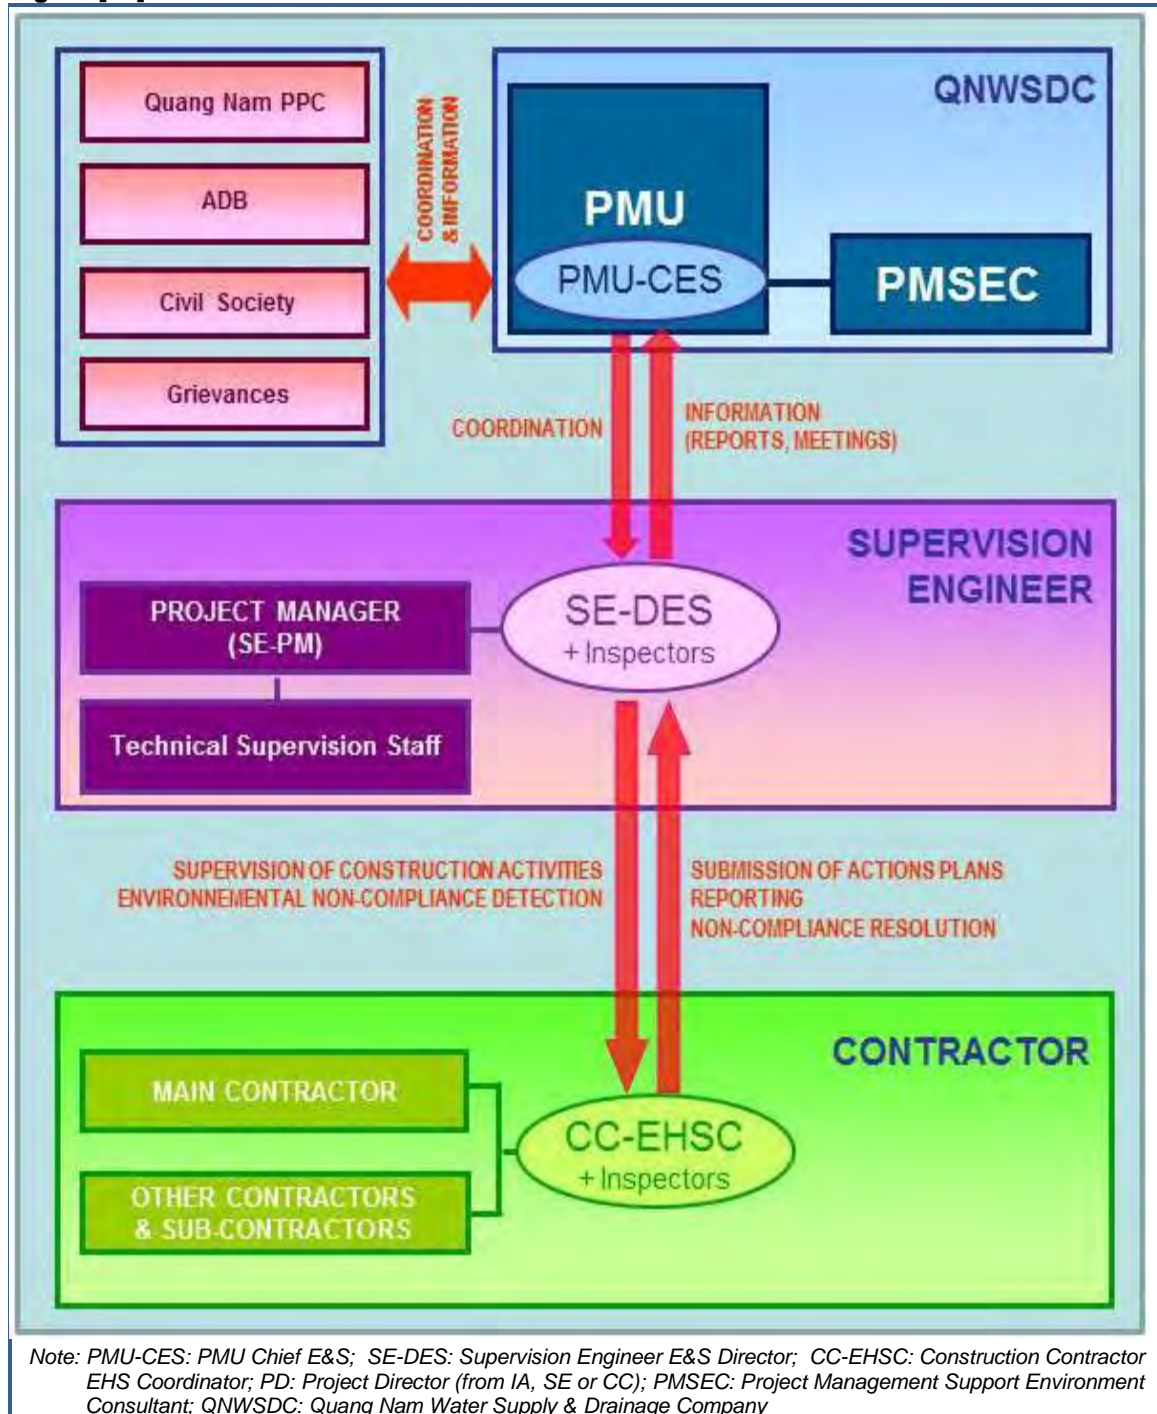 Quang Nam PPC
ADB
Civil Society
Grievances
COORDINATION
& INFORMATION
QNWSDC
PMU
PMU-CES
PMSEC
COORDINATION
INFORMATION
(REPORTS, MEETINGS)
SUPERVISION
ENGINEER
PROJECT MANAGER
(SE-PM)
SE-DES
+ Inspectors
Technical Supervision Staff
SUPERVISION OF CONSTRUCTION ACTIVITIES
ENVIRONNEMENTAL NON-COMPLIANCE DETECTION
SUBMISSION OF ACTIONS PLANS
REPORTING
NON-COMPLIANCE RESOLUTION
CONTRACTOR
MAIN CONTRACTOR
CC-EHSC
+ Inspectors
OTHER CONTRACTORS
& SUB-CONTRACTORS
Note: PMU-CES: PMU Chief E&S; SE-DES: Supervision Engineer E&S Director; CC-EHSC: Construction Contractor
EHS Coordinator; PD: Project Director (from IA, SE or CC); PMSEC: Project Management Support Environment
Consultant; QNWSDC: Quang Nam Water Supply & Drainage Company